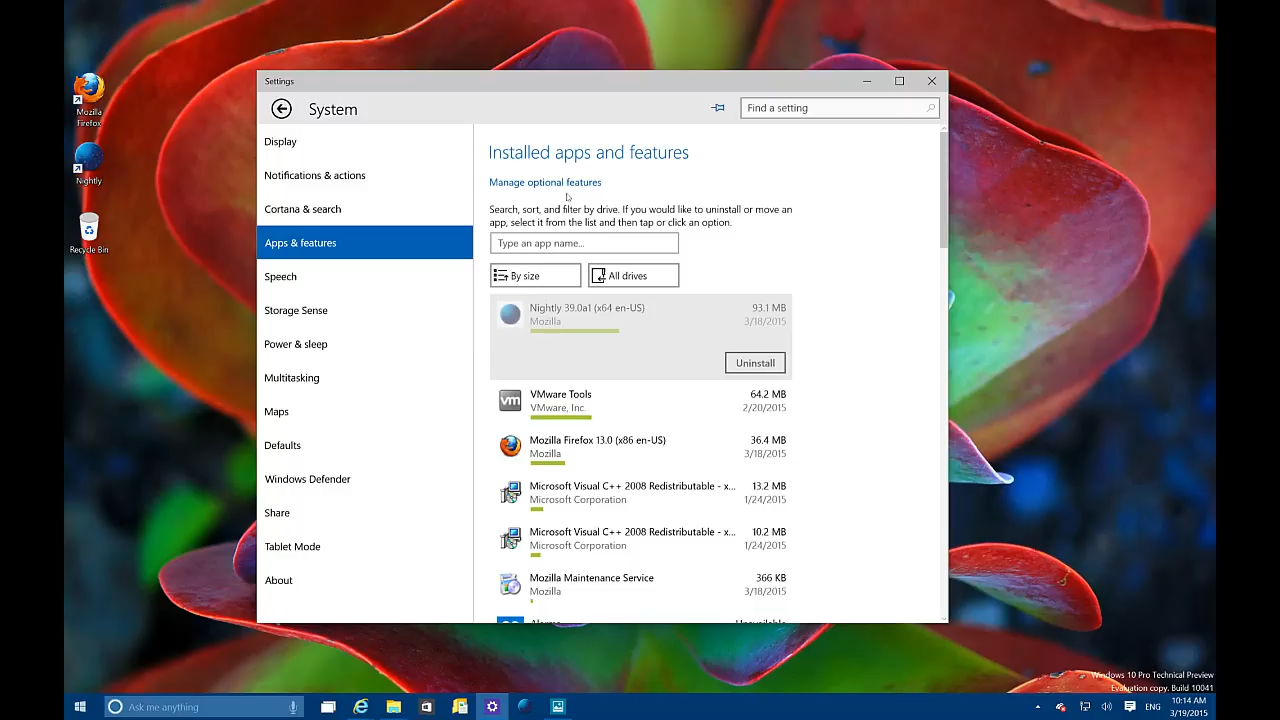 Mozilla
Firefox
Nightly
Recycle Bin
Settings
System
Find a setting
Display
Notifications & actions
Cortana & search
Apps & features
Speech
Storage Sense
Power & sleep
Multitasking
Maps
Defaults
Windows Defender
Share
Tablet Mode
About
Installed apps and features
Manage optional features
Search, sort, and filter by drive. If you would like to uninstall or move an
app, select it from the list and then tap or click an option.
Type an app name...
By size
All drives
Nightly 39.0a1 (x64 en-US) 93.1 MB
Mozilla 3/18/2015
Uninstall
vm
VMware Tools 64.2 MB
VMware, Inc. 2/20/2015
Mozilla Firefox 13.0 (x86 en-US) 36.4 MB
Mozilla 3/18/2015
Microsoft Visual C++ 2008 Redistributable - x... 13.2 MB
Microsoft Corporation 1/24/2015
Microsoft Visual C++ 2008 Redistributable - x... 10.2 MB
Microsoft Corporation 1/24/2015
Mozilla Maintenance Service 366 KB
Mozilla 3/18/2015
Alarms Unavailable
Windows 10 Pro Technical Preview
Evaluation copy. Build 10041
Ask me anything
ENG
10:14 AM
3/19/2015